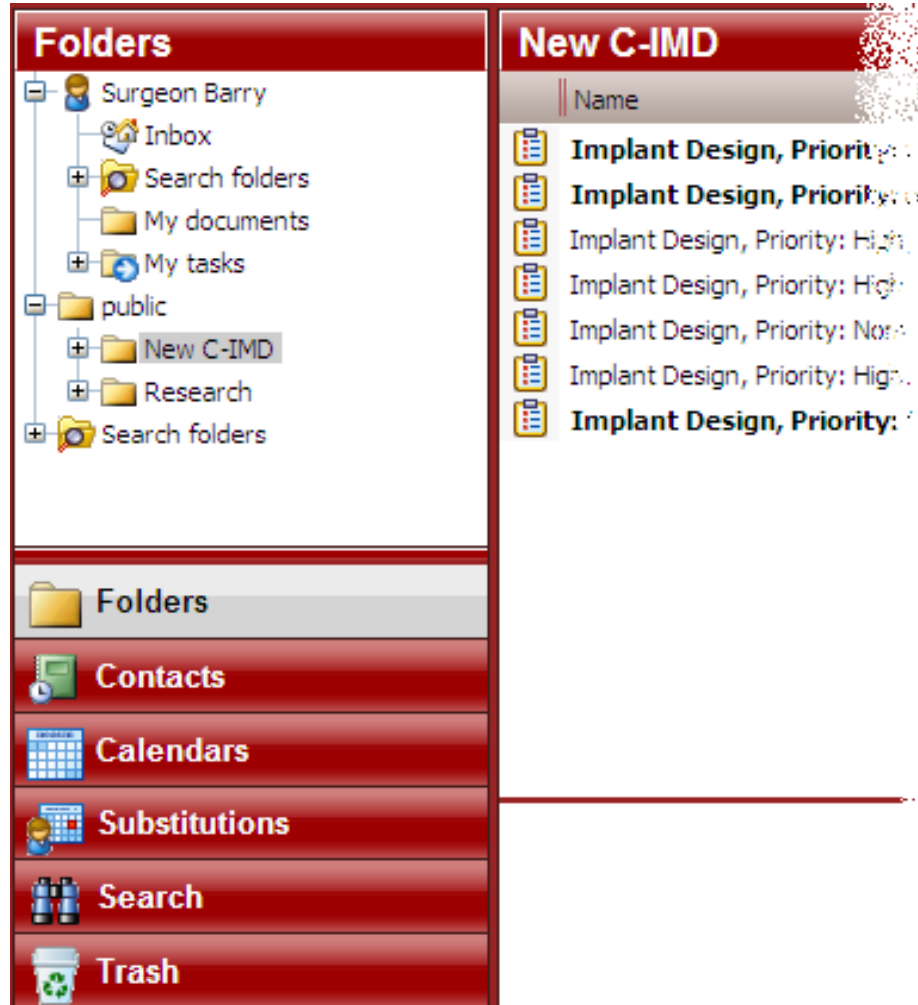 Folders
Surgeon Barry
Inbox
Search folders
My documents
My tasks
public
New C-IMD
Research
Search folders
Folders
Contacts
Calendars
Substitutions
Search
Trash
New C-IMD
Name
Implant Design, Priority:
Implant Design, Priority:
Implant Design, Priority: High
Implant Design, Priority: High
Implant Design, Priority:
Implant Design, Priority: High
Implant Design, Priority: